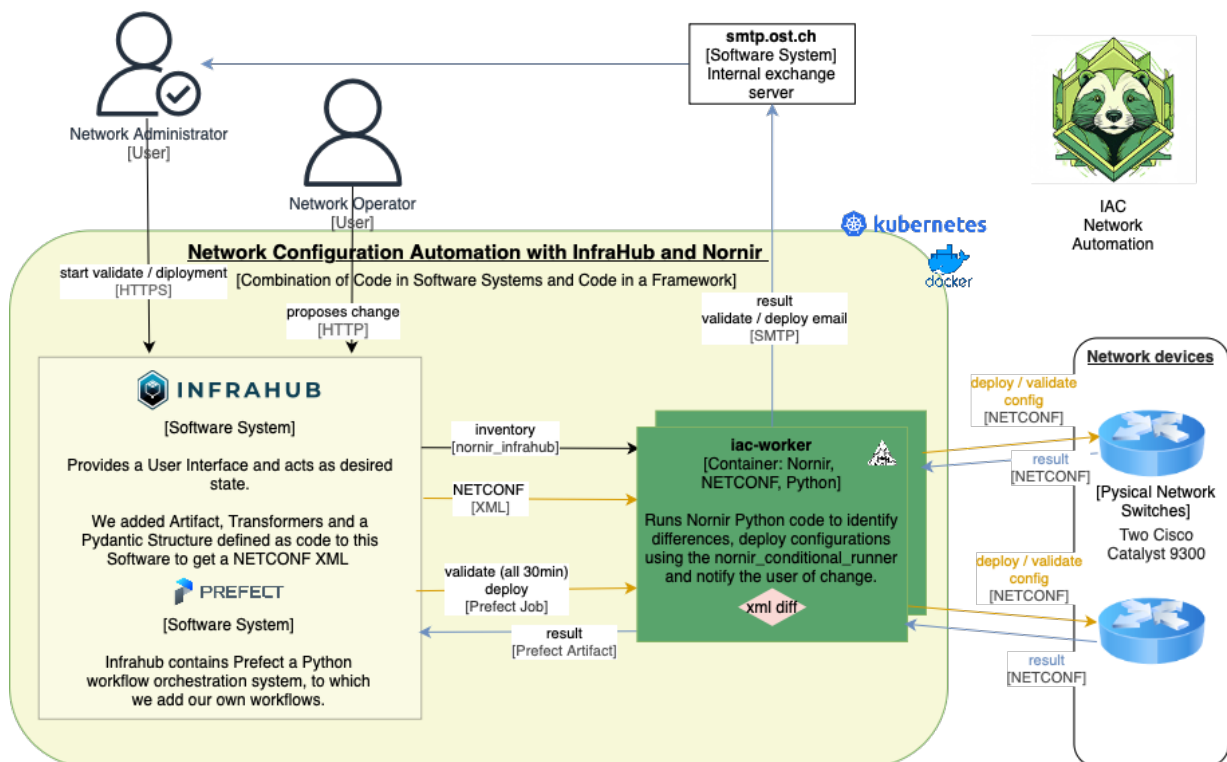 smtp.ost.ch
[Software System]
Internal exchange
server
Network Administrator
[User]
Network Operator
[User]
IAC
Network
Automation
kubernetes
docker
Network Configuration Automation with InfraHub and Nornir
[Combination of Code in Software Systems and Code in a Framework]
start validate / diployment
[HTTPS]
proposes change
[HTTP]
result
validate / deploy email
[SMTP]
INFRAHUB
[Software System]
Provides a User Interface and acts as desired
state.
We added Artifact, Transformers and a
Pydantic Structure defined as code to this
Software to get a NETCONF XML
PREFECT
[Software System]
Infrahub contains Prefect a Python
workflow orchestration system, to which
we add our own workflows.
inventory
[nornir_infrahub]
NETCONF
[XML]
validate (all 30min)
deploy
[Prefect Job]
result
[Prefect Artifact]
iac-worker
[Container: Nornir,
NETCONF, Python]
Runs Nornir Python code to identify
differences, deploy configurations
using the nornir_conditional_runner
and notify the user of change.
xml diff
Network devices
deploy / validate
config
[NETCONF]
result
[NETCONF]
[Pysical Network
Switches]
Two Cisco
Catalyst 9300
deploy / validate
config
[NETCONF]
result
[NETCONF]